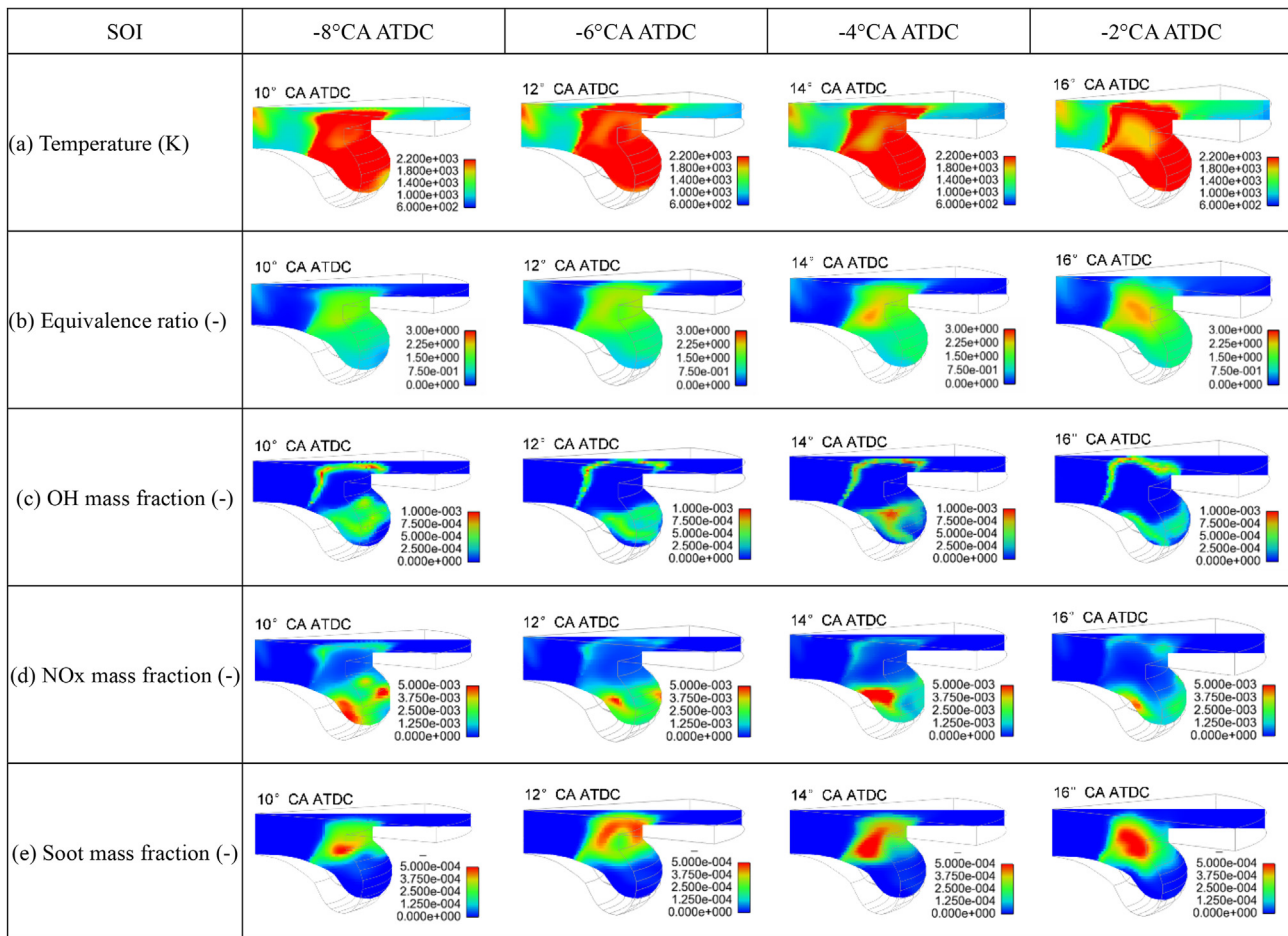 SOI -8°CA ATDC -6°CA ATDC -4°CA ATDC -2°CA ATDC
(a) Temperature (K)
10° CA ATDC
2.200e+003
1.800e+003
1.400e+003
1.000e+003
6.000e+002
12° CA ATDC
2.200e+003
1.800e+003
1.400e+003
1.000e+003
6.000e+002
14° CA ATDC
2.200e+003
1.800e+003
1.400e+003
1.000e+003
6.000e+002
16° CA ATDC
2.200e+003
1.800e+003
1.400e+003
1.000e+003
6.000e+002
(b) Equivalence ratio (-)
10° CA ATDC
3.00e+000
2.25e+000
1.50e+000
7.50e-001
0.00e+000
12° CA ATDC
3.00e+000
2.25e+000
1.50e+000
7.50e-001
0.00e+000
14° CA ATDC
3.00e+000
2.25e+000
1.50e+000
7.50e-001
0.00e+000
16° CA ATDC
3.00e+000
2.25e+000
1.50e+000
7.50e-001
0.00e+000
(c) OH mass fraction (-)
10° CA ATDC
1.000e-003
7.500e-004
5.000e-004
2.500e-004
0.000e+000
12° CA ATDC
1.000e-003
7.500e-004
5.000e-004
2.500e-004
0.000e+000
14° CA ATDC
1.000e-003
7.500e-004
5.000e-004
2.500e-004
0.000e+000
16° CA ATDC
1.000e-003
7.500e-004
5.000e-004
2.500e-004
0.000e+000
(d) NOx mass fraction (-)
10° CA ATDC
5.000e-003
3.750e-003
2.500e-003
1.250e-003
0.000e+000
12° CA ATDC
5.000e-003
3.750e-003
2.500e-003
1.250e-003
0.000e+000
14° CA ATDC
5.000e-003
3.750e-003
2.500e-003
1.250e-003
0.000e+000
16° CA ATDC
5.000e-003
3.750e-003
2.500e-003
1.250e-003
0.000e+000
(e) Soot mass fraction (-)
10° CA ATDC
5.000e-004
3.750e-004
2.500e-004
1.250e-004
0.000e+000
12° CA ATDC
5.000e-004
3.750e-004
2.500e-004
1.250e-004
0.000e+000
14° CA ATDC
5.000e-004
3.750e-004
2.500e-004
1.250e-004
0.000e+000
16° CA ATDC
5.000e-004
3.750e-004
2.500e-004
1.250e-004
0.000e+000